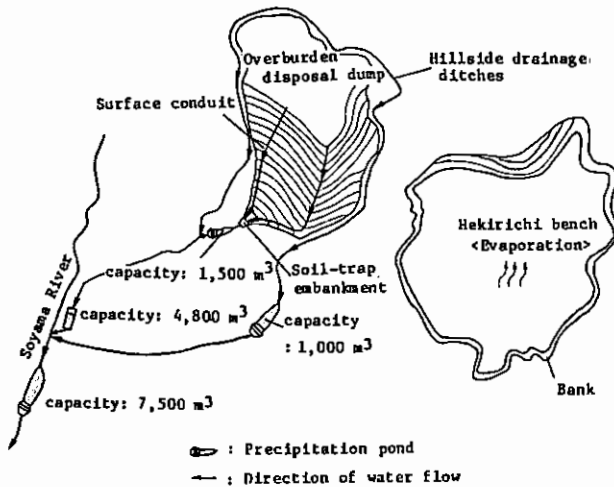 Overburden
disposal dump
Hillside drainage
ditches
Surface conduit
Hekirichi bench
<Evaporation>
capacity: 1,500 m³
Soil-trap
embankment
Soyama River
capacity: 4,800 m³
capacity
: 1,000 m³
capacity: 7,500 m³
Bank
: Precipitation pond
: Direction of water flow